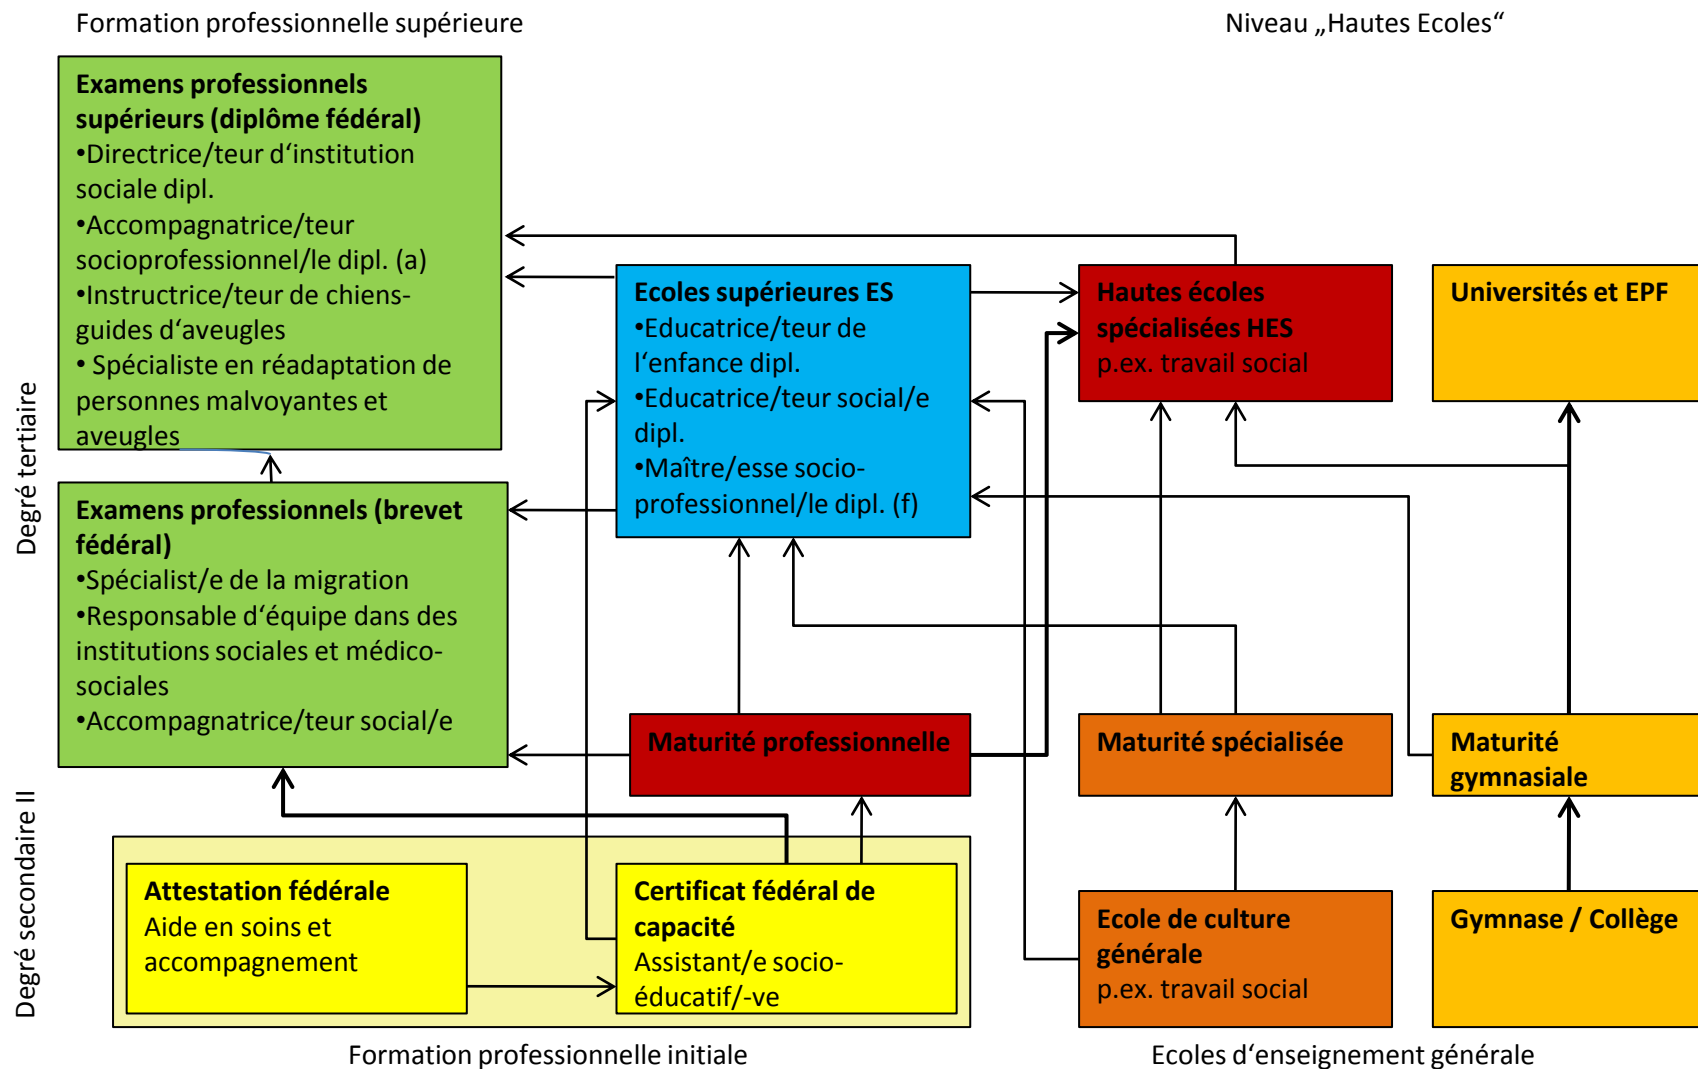 Formation professionnelle supérieure
Niveau „Hautes Ecoles“
Examens professionnels
supérieurs (diplôme fédéral)
•Directrice/teur d‘institution
sociale dipl.
•Accompagnatrice/teur
socioprofessionnel/le dipl. (a)
•Instructrice/teur de chiens-
guides d‘aveugles
• Spécialiste en réadaptation de
personnes malvoyantes et
aveugles
Ecoles supérieures ES
•Educatrice/teur de
l‘enfance dipl.
•Educatrice/teur social/e
dipl.
•Maître/esse socio-
professionnel/le dipl. (f)
Hautes écoles
spécialisées HES
p.ex. travail social
Universités et EPF
Degré tertiaire
Examens professionnels (brevet
fédéral)
•Spécialist/e de la migration
•Responsable d‘équipe dans des
institutions sociales et médico-
sociales
•Accompagnatrice/teur social/e
Maturité professionnelle
Maturité spécialisée
Maturité
gymnasiale
Degré secondaire II
Attestation fédérale
Aide en soins et
accompagnement
Certificat fédéral de
capacité
Assistant/e socio-
éducatif/-ve
Ecole de culture
générale
p.ex. travail social
Gymnase / Collège
Formation professionnelle initiale
Ecoles d‘enseignement générale